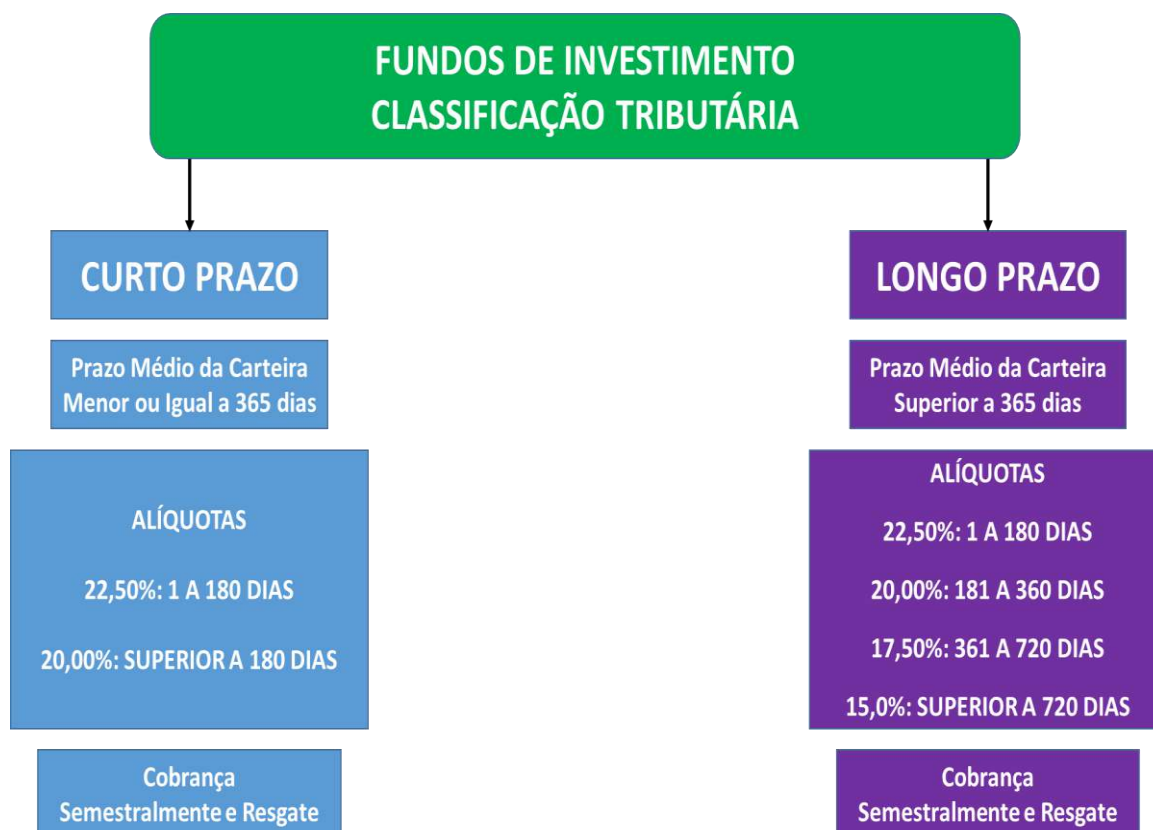 FUNDOS DE INVESTIMENTO
CLASSIFICAÇÃO TRIBUTÁRIA
CURTO PRAZO
Prazo Médio da Carteira
Menor ou Igual a 365 dias
ALÍQUOTAS
22,50%: 1 A 180 DIAS
20,00%: SUPERIOR A 180 DIAS
Cobrança
Semestralmente e Resgate
LONGO PRAZO
Prazo Médio da Carteira
Superior a 365 dias
ALÍQUOTAS
22,50%: 1 A 180 DIAS
20,00%: 181 A 360 DIAS
17,50%: 361 A 720 DIAS
15,0%: SUPERIOR A 720 DIAS
Cobrança
Semestralmente e Resgate